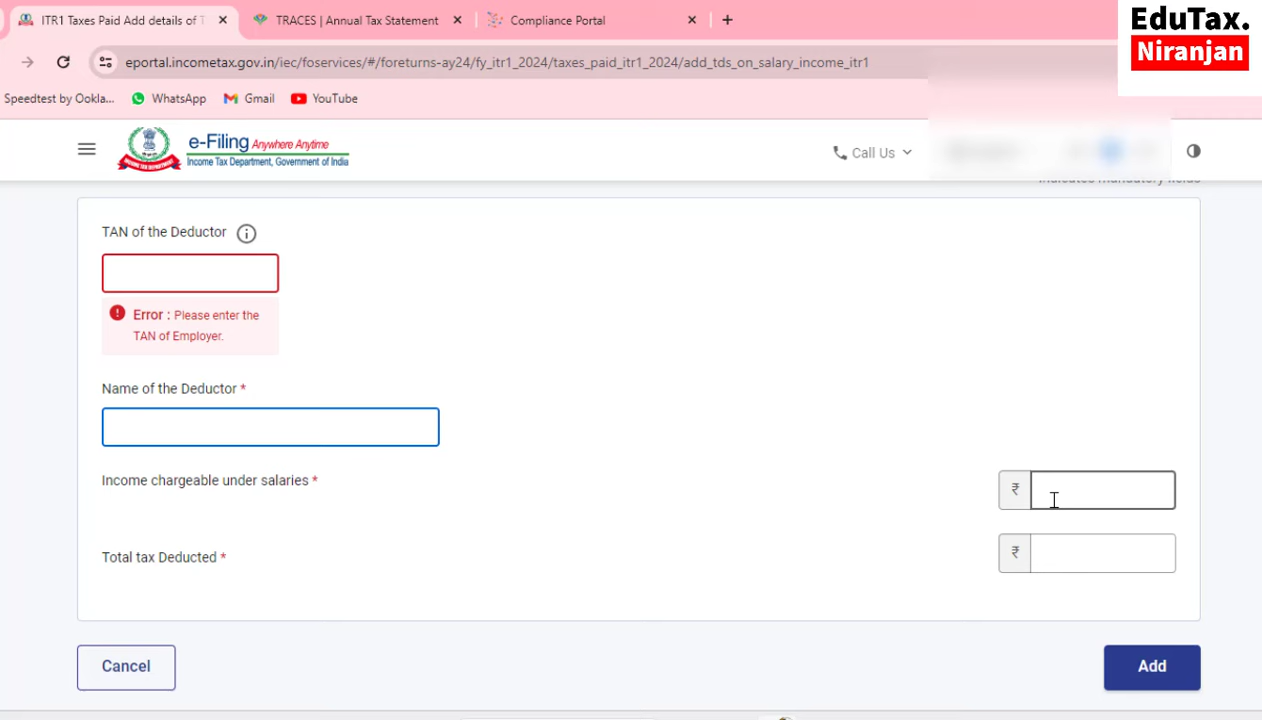 ITR1 Taxes Paid Add details of T
TRACES | Annual Tax Statement
Compliance Portal
EduTax.
Niranjan
eportal.incometax.gov.in/iec/foservices/#/foreturns-ay24/fy_itr1_2024/taxes_paid_itr1_2024/add_tds_on_salary_income_itr1
Speedtest by Ookla...
WhatsApp
Gmail
YouTube
e-Filing Anywhere Anytime
Income Tax Department, Government of India
Call Us
indicates mandatory fields
TAN of the Deductor
Error : Please enter the
TAN of Employer.
Name of the Deductor *
Income chargeable under salaries *
₹
Total tax Deducted *
₹
Cancel
Add